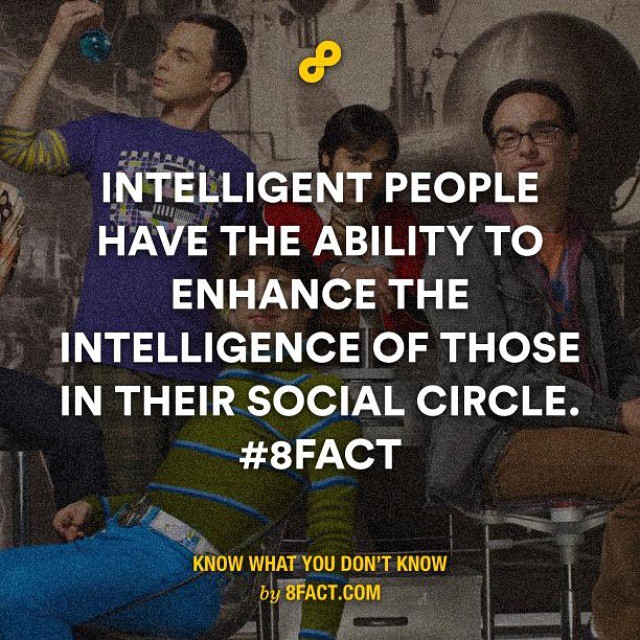 INTELLIGENT PEOPLE
HAVE THE ABILITY TO
ENHANCE THE
INTELLIGENCE OF THOSE
IN THEIR SOCIAL CIRCLE.
#8FACT
KNOW WHAT YOU DON'T KNOW
by 8FACT.COM